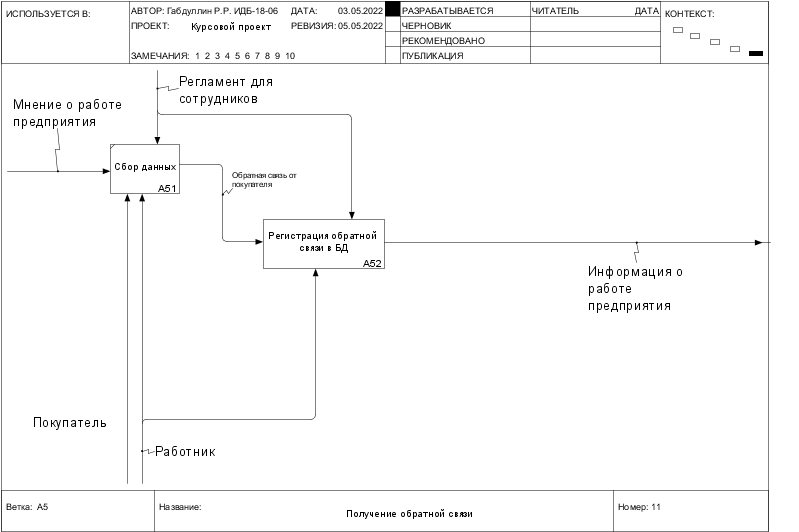 ИСПОЛЬЗУЕТСЯ В:
АВТОР: Габдуллин Р.Р. ИДБ-18-06 ДАТА: 03.05.2022
ПРОЕКТ: Курсовой проект РЕВИЗИЯ: 05.05.2022
ЗАМЕЧАНИЯ: 1 2 3 4 5 6 7 8 9 10
РАЗРАБАТЫВАЕТСЯ
ЧЕРНОВИК
РЕКОМЕНДОВАНО
ПУБЛИКАЦИЯ
ЧИТАТЕЛЬ ДАТА
КОНТЕКСТ:
Регламент для
сотрудников
Мнение о работе
предприятия
Сбор данных
A51
Обратная связь от
покупателя
Регистрация обратной
связи в БД
A52
Информация о
работе
предприятия
Покупатель
Работник
Ветка: A5
Название:
Получение обратной связи
Номер: 11